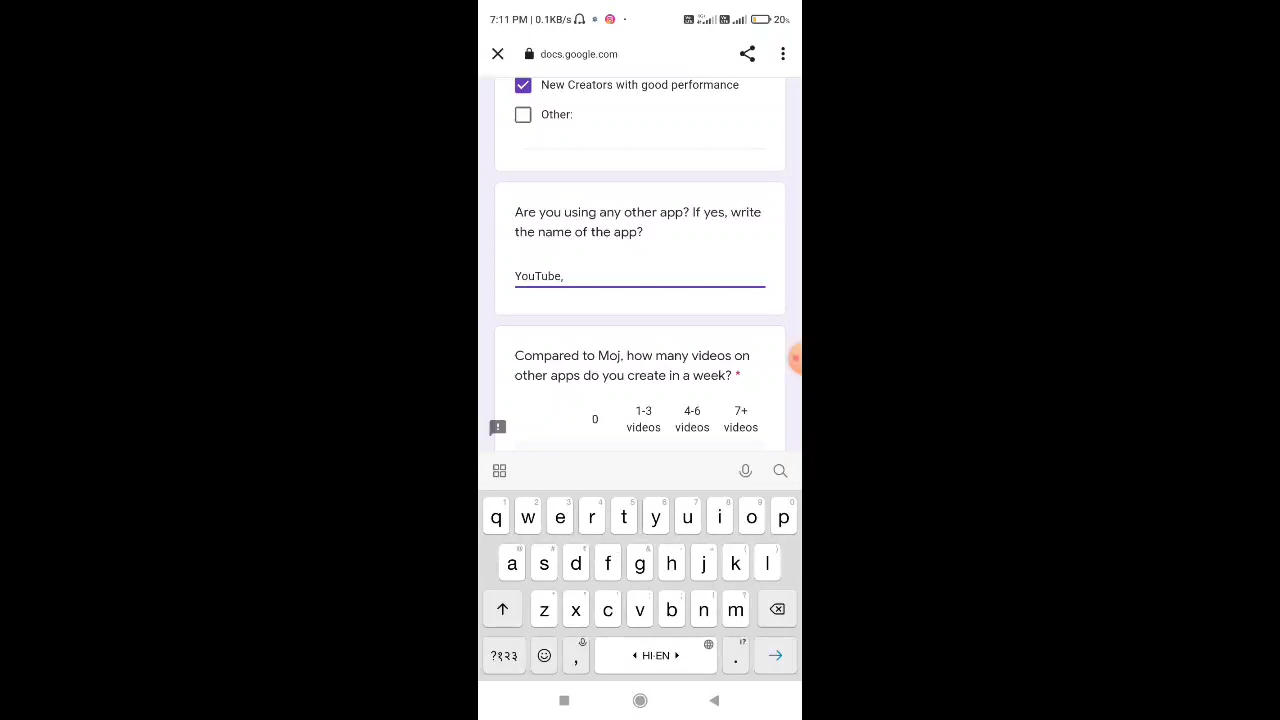 7:11 PM | 0.1KB/s
20%
docs.google.com
New Creators with good performance
Other:
Are you using any other app? If yes, write
the name of the app?
YouTube,
Compared to Moj, how many videos on
other apps do you create in a week? *
0 1-3 videos 4-6 videos 7+ videos
q w e r t y u i o p
a s d f g h j k l
z x c v b n m
?१२३ , HI-EN .